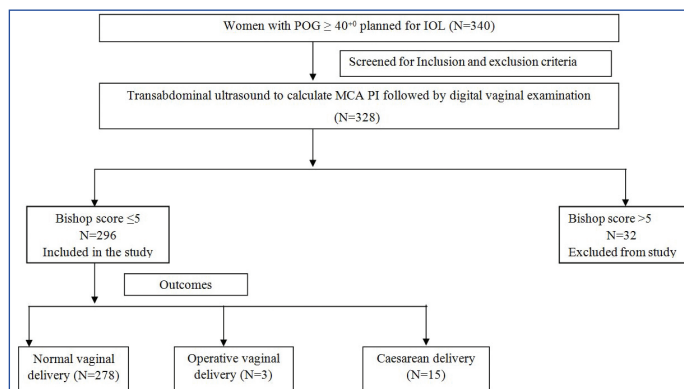 Women with POG ≥ 40⁺⁰ planned for IOL (N=340)
Screened for Inclusion and exclusion criteria
Transabdominal ultrasound to calculate MCA PI followed by digital vaginal examination
(N=328)
Bishop score ≤5
N=296
Included in the study
Bishop score >5
N=32
Excluded from study
Outcomes
Normal vaginal
delivery (N=278)
Operative vaginal
delivery (N=3)
Caesarean delivery
(N=15)